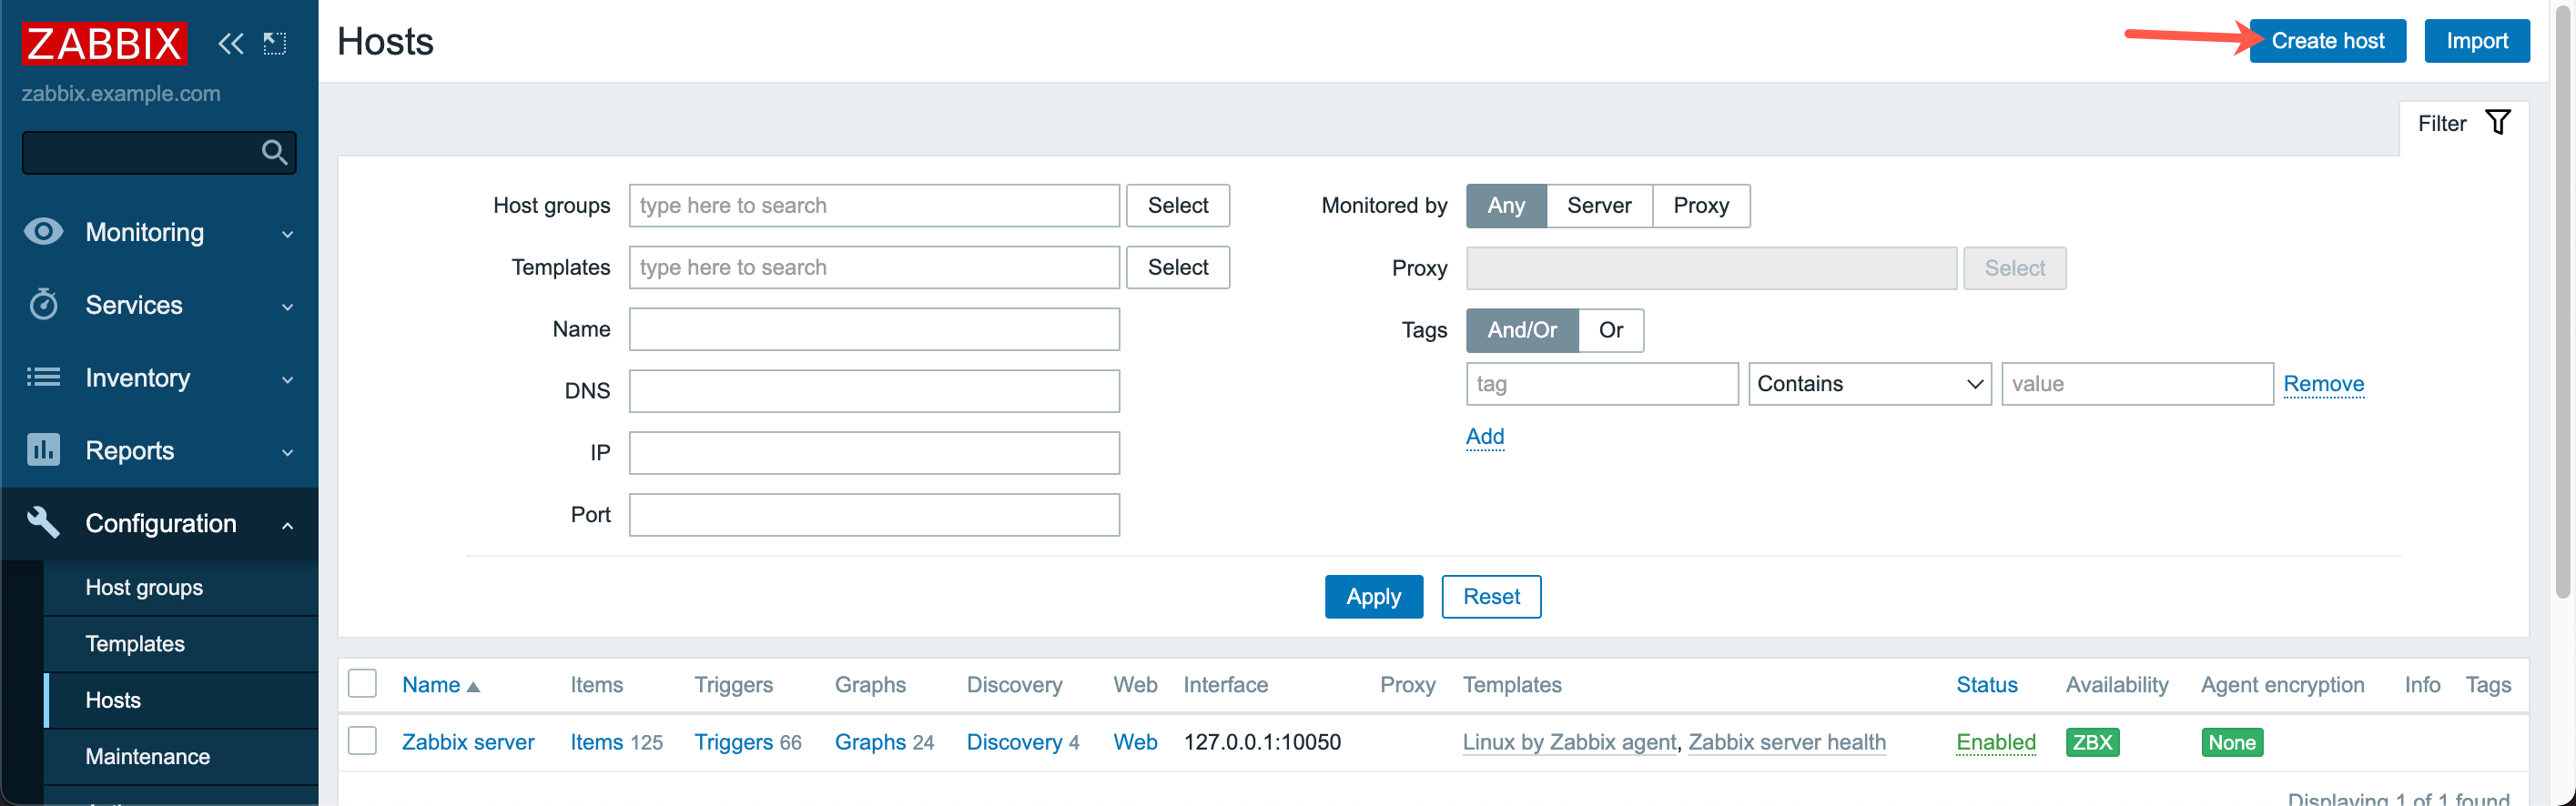 ZABBIX
zabbix.example.com
Monitoring
Services
Inventory
Reports
Configuration
Host groups
Templates
Hosts
Maintenance
Hosts
Create host Import
Filter
Host groups type here to search Select
Templates type here to search Select
Name
DNS
IP
Port
Monitored by Any Server Proxy
Proxy Select
Tags And/Or Or
tag Contains value Remove
Add
Apply Reset
Name Items Triggers Graphs Discovery Web Interface Proxy Templates Status Availability Agent encryption Info Tags
Zabbix server Items 125 Triggers 66 Graphs 24 Discovery 4 Web 127.0.0.1:10050 Linux by Zabbix agent, Zabbix server health Enabled ZBX None
Displaying 1 of 1 found